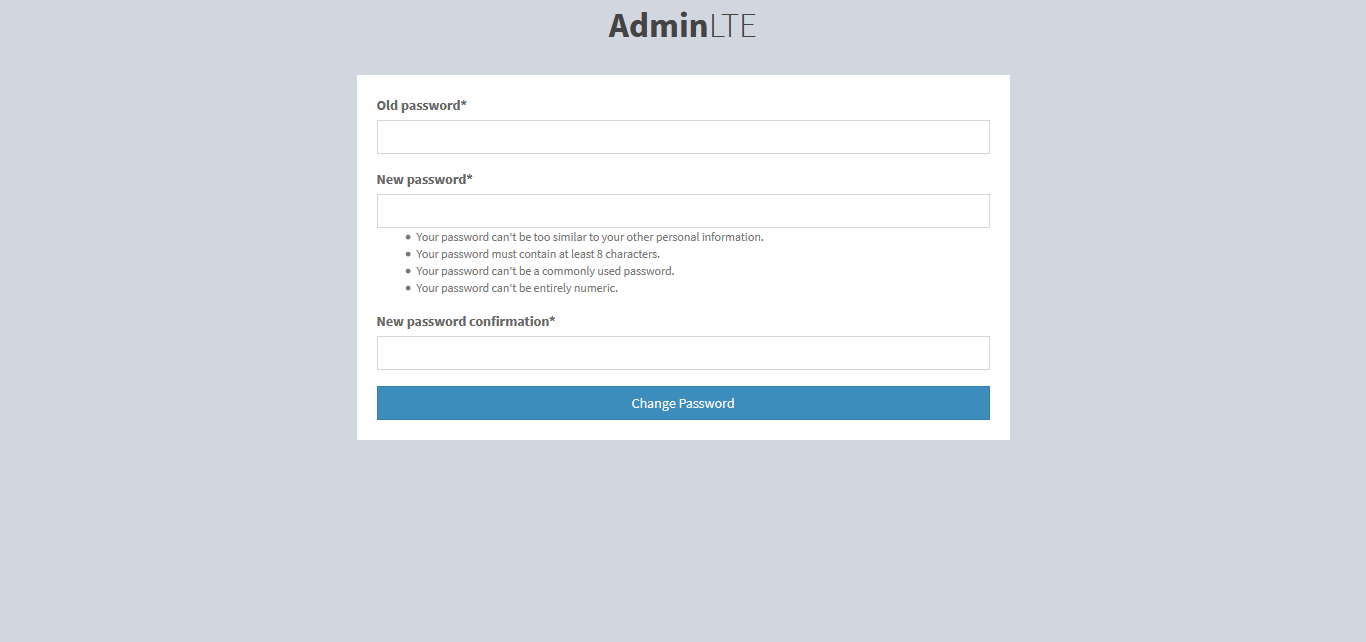 AdminLTE
Old password*
New password*
• Your password can't be too similar to your other personal information.
• Your password must contain at least 8 characters.
• Your password can't be a commonly used password.
• Your password can't be entirely numeric.
New password confirmation*
Change Password